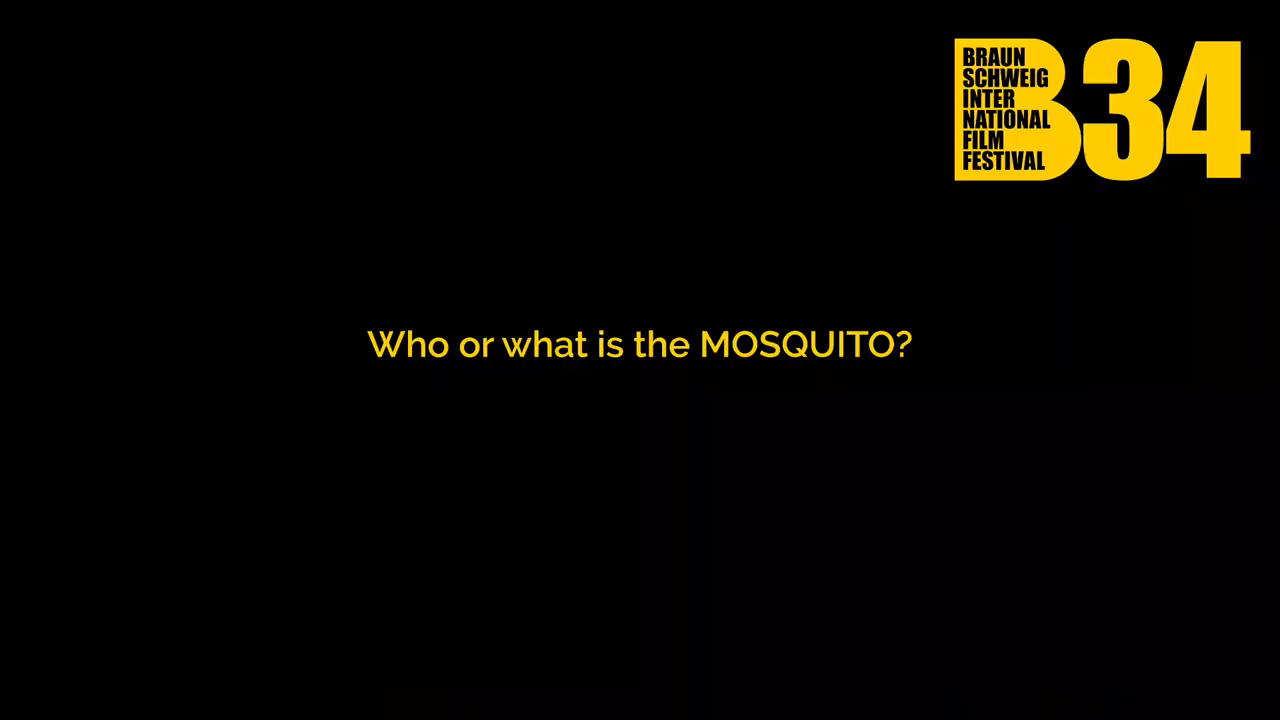 BRAUN
SCHWEIG
INTER
NATIONAL
FILM
FESTIVAL
B34
Who or what is the MOSQUITO?